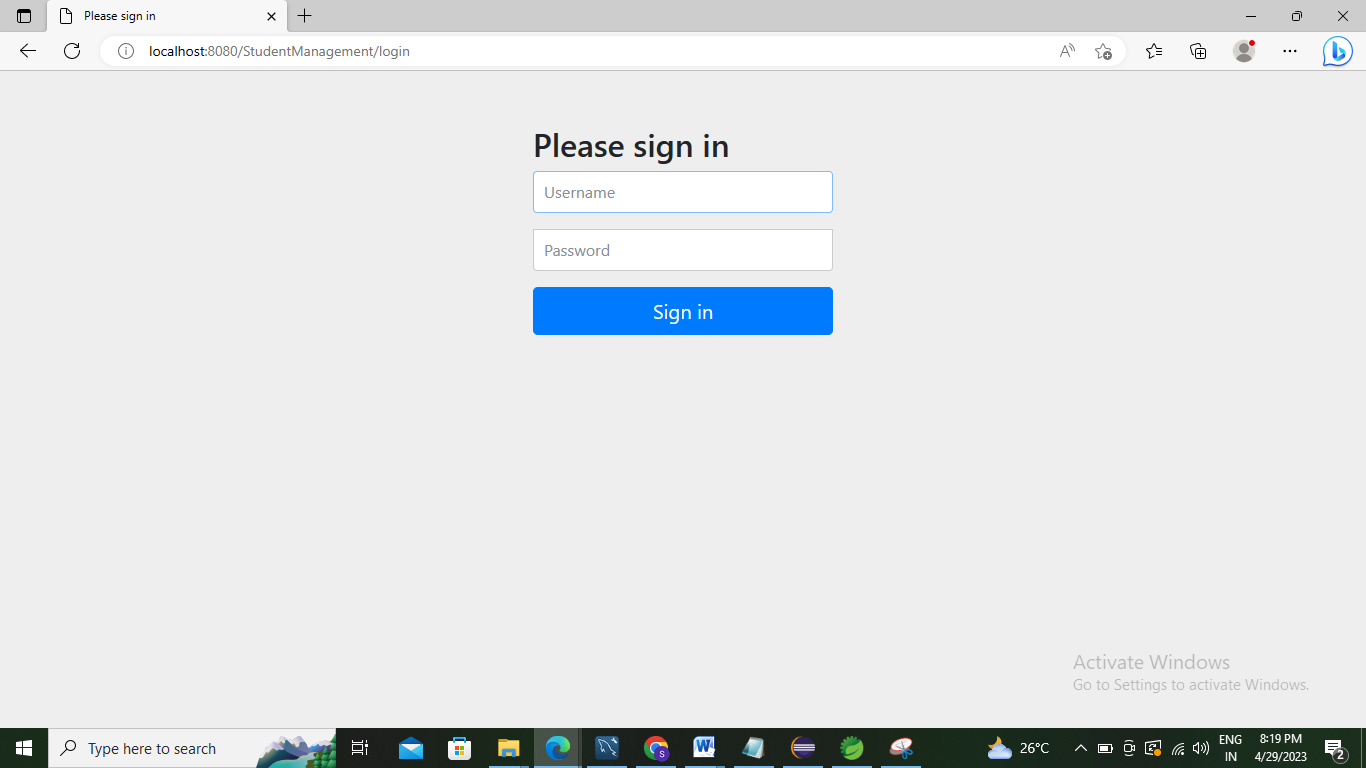 Please sign in
localhost:8080/StudentManagement/login
Please sign in
Username
Password
Sign in
Activate Windows
Go to Settings to activate Windows.
Type here to search
26°C
ENG
IN
8:19 PM
4/29/2023
2